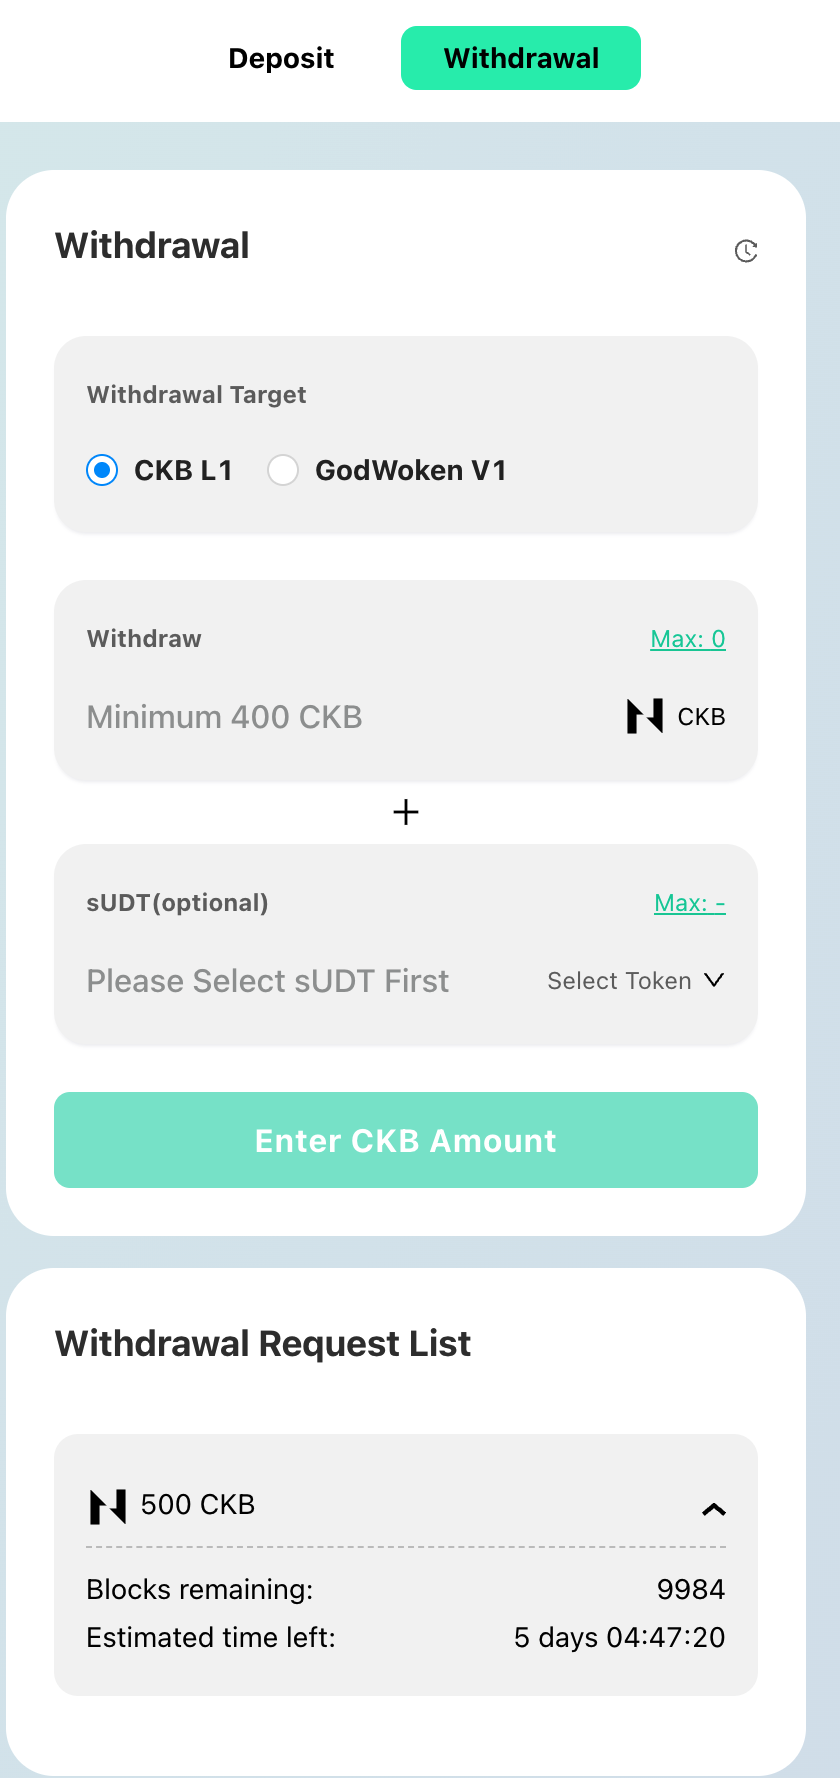 Deposit Withdrawal
Withdrawal
Withdrawal Target
CKB L1 GodWoken V1
Withdraw Max: 0
Minimum 400 CKB CKB
+
sUDT(optional) Max: -
Please Select sUDT First Select Token
Enter CKB Amount
Withdrawal Request List
500 CKB
Blocks remaining: 9984
Estimated time left: 5 days 04:47:20